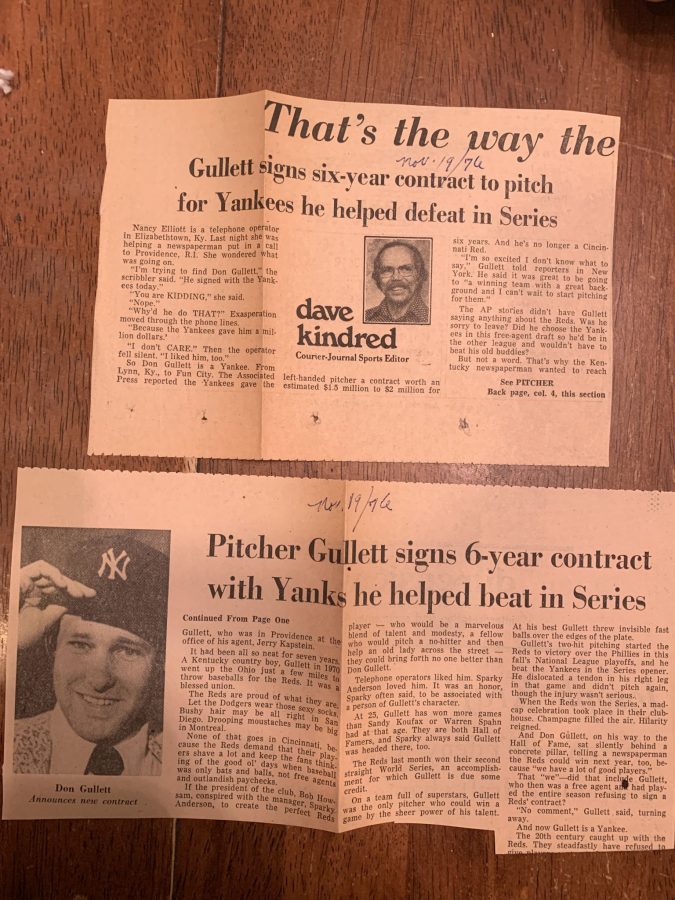 That's the way the
Nov. 19/76
Gullett signs six-year contract to pitch
for Yankees he helped defeat in Series
Nancy Elliott is a telephone operator
in Elizabethtown, Ky. Last night she was
helping a newspaperman put in a call
to Providence, R.I. She wondered what
was going on.
"I'm trying to find Don Gullett," the
scribbler said. "He signed with the Yank-
ees today."
"You are KIDDING," she said.
"Nope."
"Why'd he do THAT?" Exasperation
moved through the phone lines.
"Because the Yankees gave him a mil-
lion dollars.'
"I don't CARE." Then the operator
fell silent. "I liked him, too."
So Don Gullett is a Yankee. From
Lynn, Ky., to Fun City. The Associated
Press reported the Yankees gave the
dave
kindred
Courier-Journal Sports Editor
left-handed pitcher a contract worth an
estimated $1.5 million to $2 million for
six years. And he's no longer a Cincin-
nati Red.
"I'm so excited I don't know what to
say," Gullett told reporters in New
York. He said it was great to be going
to "a winning team with a great back-
ground and I can't wait to start pitching
for them."
The AP stories didn't have Gullett
saying anything about the Reds. Was he
sorry to leave? Did he choose the Yank-
ees in this free-agent draft so he'd be in
the other league and wouldn't have to
beat his old buddies?
But not a word. That's why the Ken-
tucky newspaperman wanted to reach
See PITCHER
Back page, col. 4, this section
Nov. 19/76
Pitcher Gullett signs 6-year contract
with Yanks he helped beat in Series
NY
Don Gullett
Announces new contract
Continued From Page One
Gullett, who was in Providence at the
office of his agent, Jerry Kapstein.
It had been all so neat for seven years.
A Kentucky country boy, Gullett in 1970
went up the Ohio just a few miles to
throw baseballs for the Reds. It was a
blessed union.
The Reds are proud of what they are.
Let the Dodgers wear those sexy socks.
Bushy hair may be all right in San
Diego. Drooping moustaches may be big
in Montreal.
None of that goes in Cincinnati, be-
cause the Reds demand that their play-
ers shave a lot and keep the fans think-
ing of the good ol' days when baseball
was only bats and balls, not free agents
and outlandish paychecks.
If the president of the club, Bob How-
sam, conspired with the manager, Sparky
Anderson, to create the perfect Reds
player — who would be a marvelous
blend of talent and modesty, a fellow
who would pitch a no-hitter and then
help an old lady across the street —
they could bring forth no one better than
Don Gullett.
Telephone operators liked him. Sparky
Anderson loved him. It was an honor,
Sparky often said, to be associated with
a person of Gullett's character.
At 25, Gullett has won more games
than Sandy Koufax or Warren Spahn
had at that age. They are both Hall of
Famers, and Sparky always said Gullett
was headed there, too.
The Reds last month won their second
straight World Series, an accomplish-
ment for which Gullett is due some
credit.
On a team full of superstars, Gullett
was the only pitcher who could win a
game by the sheer power of his talent.
At his best Gullett threw invisible fast
balls over the edges of the plate.
Gullett's two-hit pitching started the
Reds to victory over the Phillies in this
fall's National League playoffs, and he
beat the Yankees in the Series opener.
He dislocated a tendon in his right leg
in that game and didn't pitch again,
though the injury wasn't serious.
When the Reds won the Series, a mad-
cap celebration took place in their club-
house. Champagne filled the air. Hilarity
reigned.
And Don Gullett, on his way to the
Hall of Fame, sat silently behind a
concrete pillar, telling a newspaperman
the Reds could win next year, too, be-
cause "we have a lot of good players."
That "we"—did that include Gullett,
who then was a free agent and had play-
ed the entire season refusing to sign a
Reds' contract?
"No comment," Gullett said, turning
away.
And now Gullett is a Yankee.
The 20th century caught up with the
Reds. They steadfastly have refused to